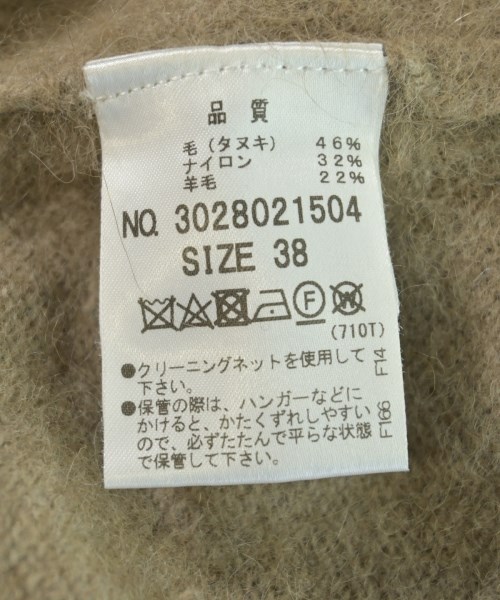 品質
毛（タヌキ） 46%
ナイロン 32%
羊毛 22%
NO. 3028021504
SIZE 38
F W
(710T)
●クリーニングネットを使用して
下さい。
●保管の際は、ハンガーなどに
かけると、かたくずれしやすい
ので、必ずたたんで平らな状態
で保管して下さい。
F166 F14